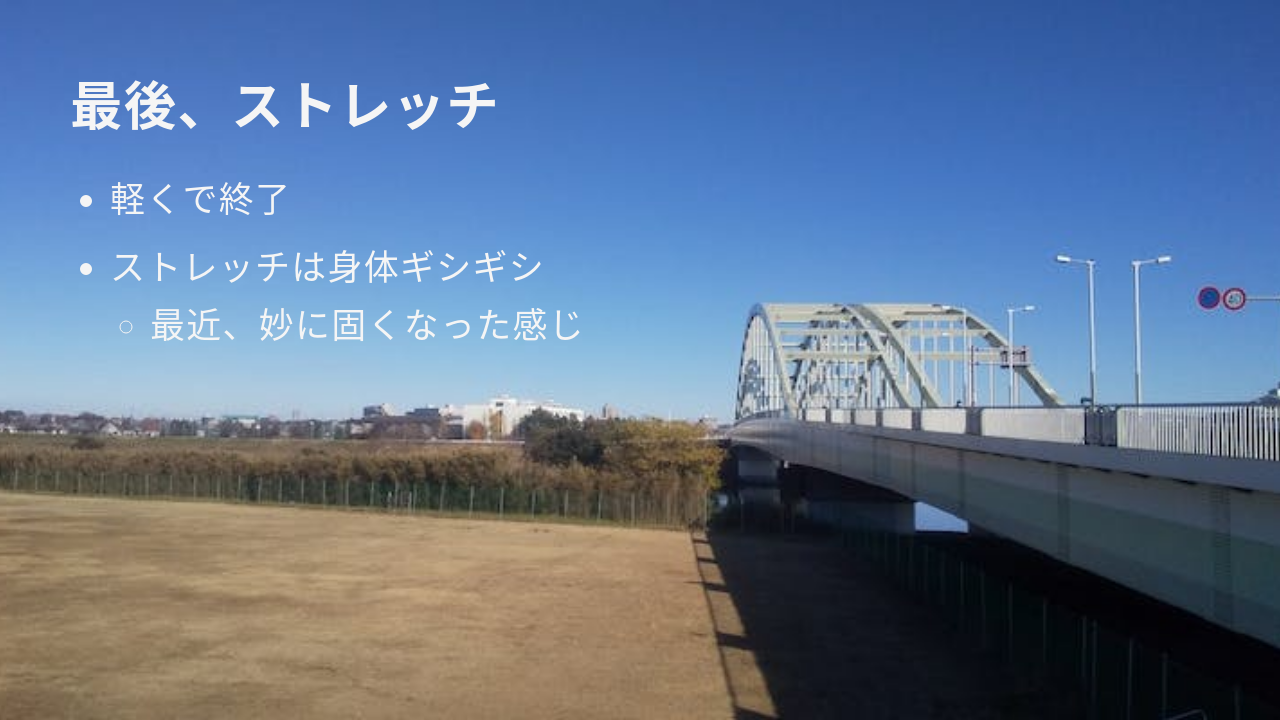 最後、ストレッチ
軽くで終了
ストレッチは身体ギシギシ
最近、妙に固くなった感じ
40